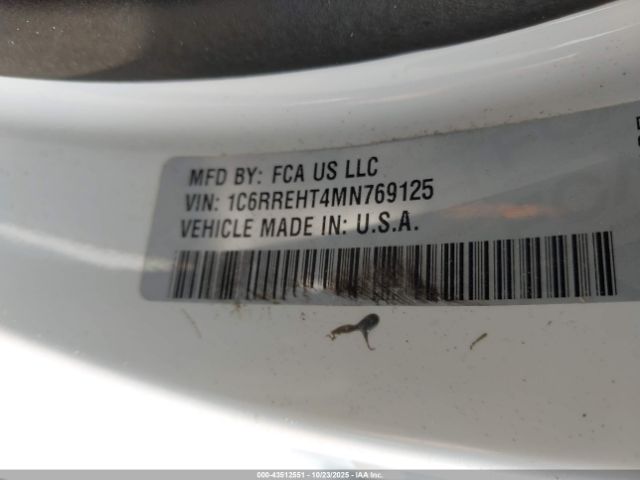 MFD BY: FCA US LLC
VIN: 1C6RREHT4MN769125
VEHICLE MADE IN: U.S.A.
000-43512551 | 10/23/2025 | IAA Inc.